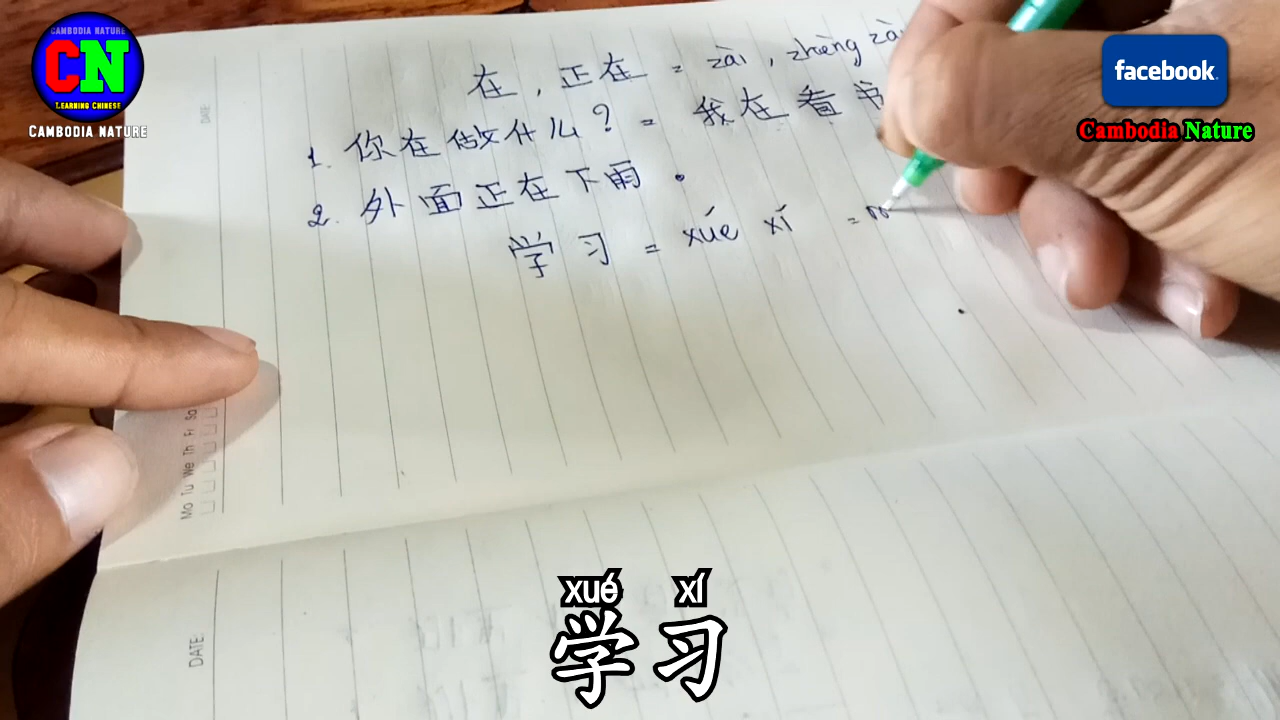 CAMBODIA NATURE
CN
LEARNING CHINESE
CAMBODIA NATURE
facebook
Cambodia Nature
在,正在 = zài, zhèng zà
1. 你在做什么? = 我在看书
2. 外面正在下雨.
学习 = xué xí =
DATE:
Mo Tu We Th Fr Sa
DATE:
xué xí
学习